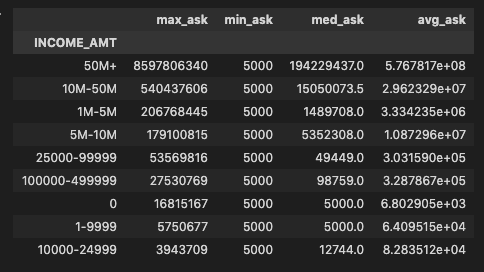 max_ask min_ask med_ask avg_ask
INCOME_AMT
50M+ 8597806340 5000 194229437.0 5.767817e+08
10M-50M 540437606 5000 15050073.5 2.962329e+07
1M-5M 206768445 5000 1489708.0 3.334235e+06
5M-10M 179100815 5000 5352308.0 1.087296e+07
25000-99999 53569816 5000 49449.0 3.031590e+05
100000-499999 27530769 5000 98759.0 3.287867e+05
0 16815167 5000 5000.0 6.802905e+03
1-9999 5750677 5000 5000.0 6.409515e+04
10000-24999 3943709 5000 12744.0 8.283512e+04